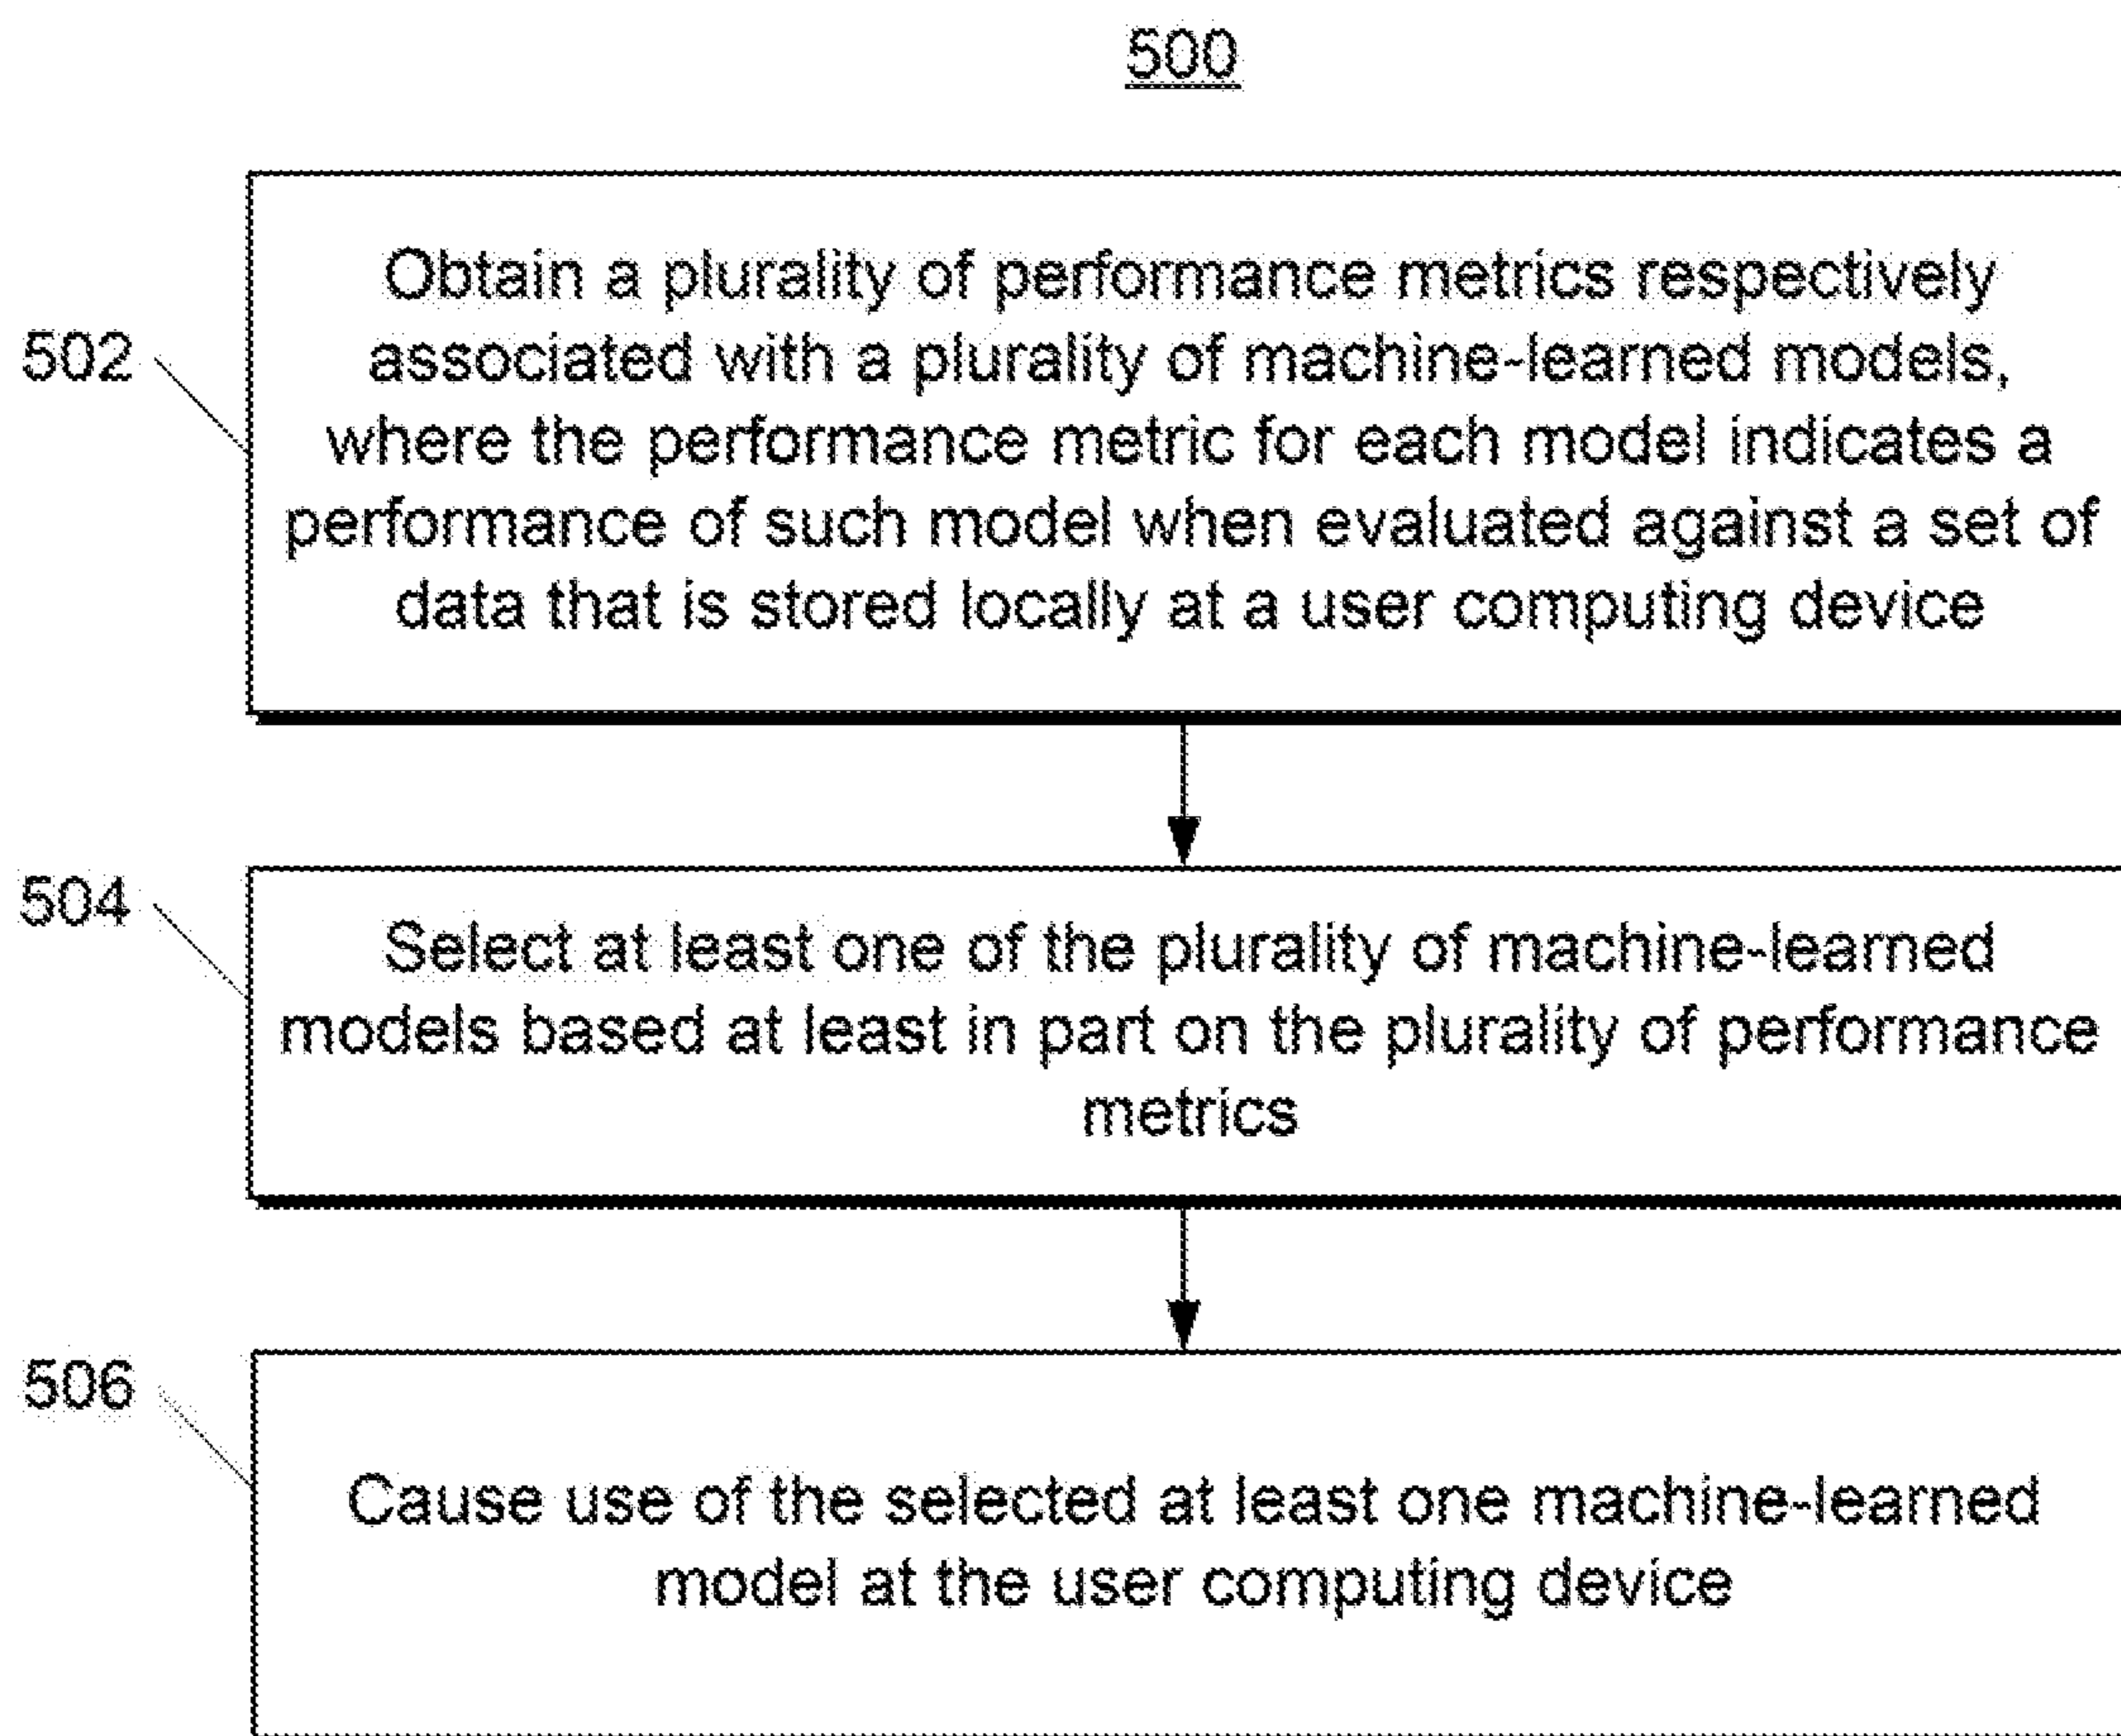 500
502
Obtain a plurality of performance metrics respectively
associated with a plurality of machine-learned models,
where the performance metric for each model indicates a
performance of such model when evaluated against a set of
data that is stored locally at a user computing device
504
Select at least one of the plurality of machine-learned
models based at least in part on the plurality of performance
metrics
506
Cause use of the selected at least one machine-learned
model at the user computing device